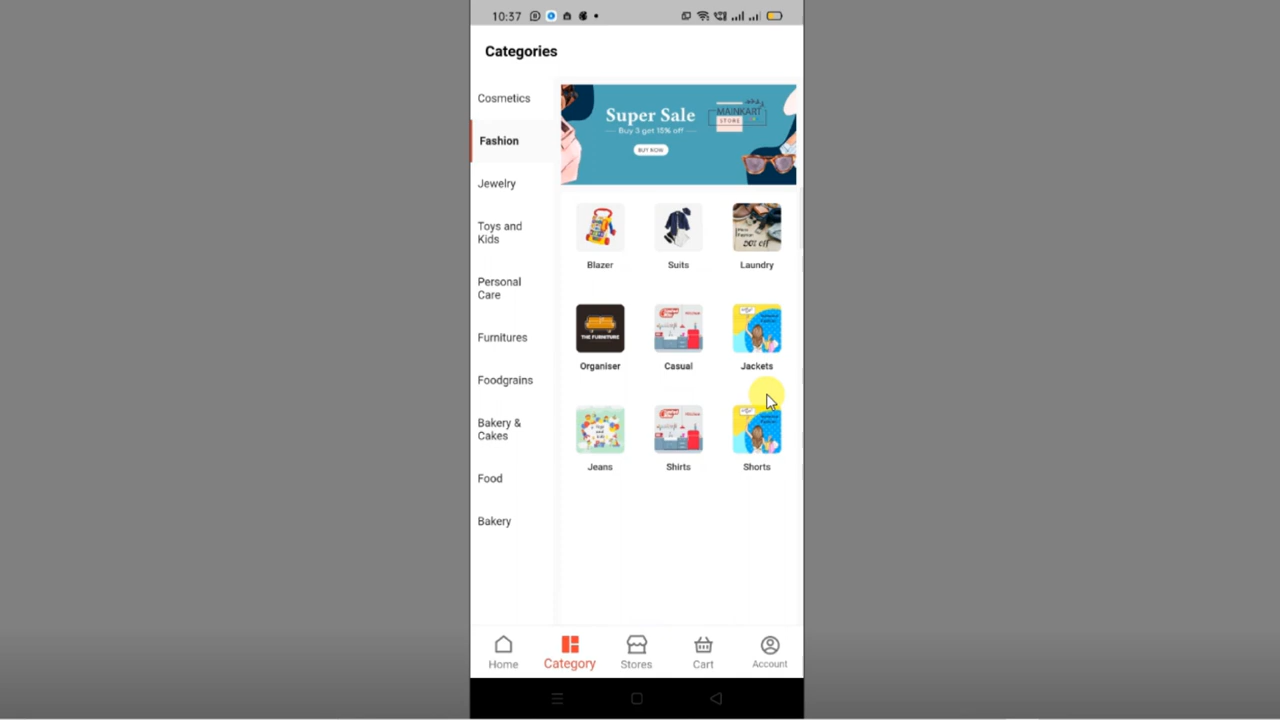 10:37
Categories
Cosmetics
Fashion
Jewelry
Toys and
Kids
Personal
Care
Furnitures
Foodgrains
Bakery &
Cakes
Food
Bakery
Super Sale
Buy 3 get 15% off
BUY NOW
MAINKART
STORE
Blazer
Suits
50% off
Laundry
THE FURNITURE
Organiser
Casual
Jackets
Jeans
Shirts
Shorts
Home
Category
Stores
Cart
Account